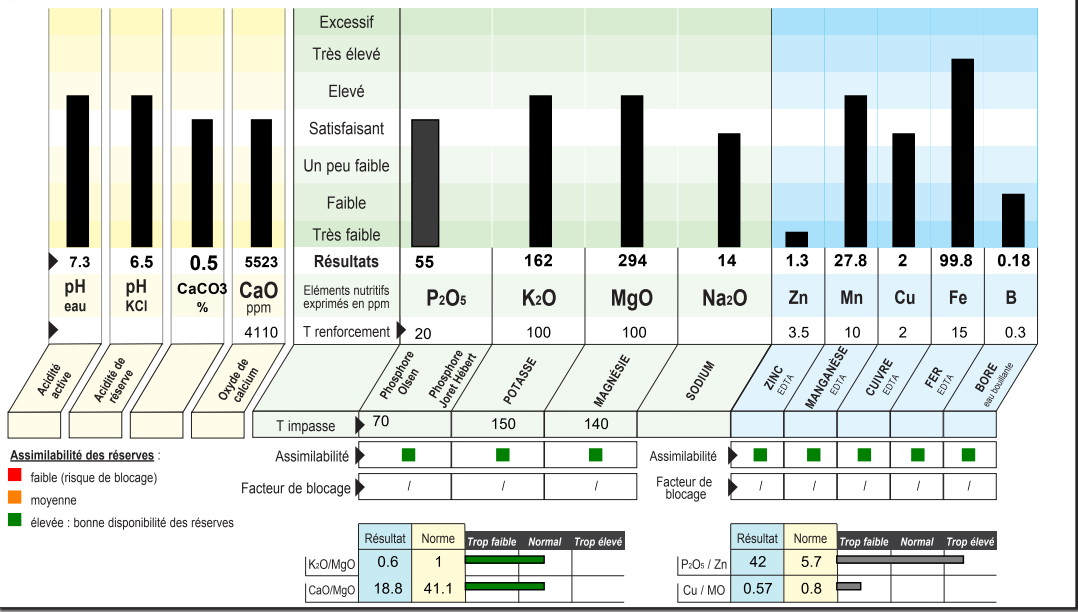 Excessif
Très élevé
Elevé
Satisfaisant
Un peu faible
Faible
Très faible
7.3 6.5 0.5 5523 Résultats 55 162 294 14 1.3 27.8 2 99.8 0.18
pH eau
pH KCl
CaCO3 %
CaO ppm
Eléments nutritifs
exprimés en ppm
P2O5 K2O MgO Na2O Zn Mn Cu Fe B
4110 T renforcement 20 100 100 3.5 10 2 15 0.3
Acidité active
Acidité de réserve
Oxyde de calcium
Phosphore Olsen
Phosphore Joret Hébert
POTASSE
MAGNÉSIE
SODIUM
ZINC EDTA
MANGANÈSE EDTA
CUIVRE EDTA
FER EDTA
BORE eau bouillante
T impasse 70 150 140
Assimilabilité des réserves :
faible (risque de blocage)
moyenne
élevée : bonne disponibilité des réserves
Assimilabilité
Facteur de blocage / / /
Assimilabilité
Facteur de
blocage / / / / /
Résultat Norme Trop faible Normal Trop élevé
K2O/MgO 0.6 1
CaO/MgO 18.8 41.1
Résultat Norme Trop faible Normal Trop élevé
P2O5 / Zn 42 5.7
Cu / MO 0.57 0.8